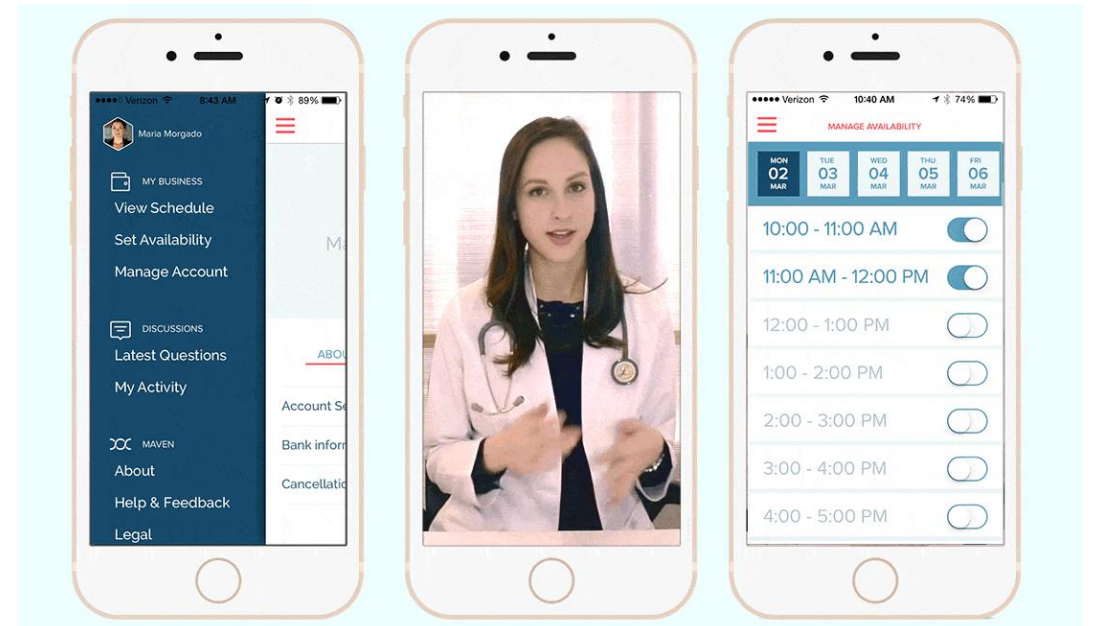 Verizon 8:43 AM 89%
Maria Morgado
MY BUSINESS
View Schedule
Set Availability
Manage Account
DISCUSSIONS
Latest Questions
My Activity
MAVEN
About
Help & Feedback
Legal
Ma
ABOU
Account Se
Bank inforr
Cancellatic
Verizon 10:40 AM 74%
MANAGE AVAILABILITY
MON TUE WED THU FRI
02 03 04 05 06
MAR MAR MAR MAR MAR
10:00 - 11:00 AM
11:00 AM - 12:00 PM
12:00 - 1:00 PM
1:00 - 2:00 PM
2:00 - 3:00 PM
3:00 - 4:00 PM
4:00 - 5:00 PM